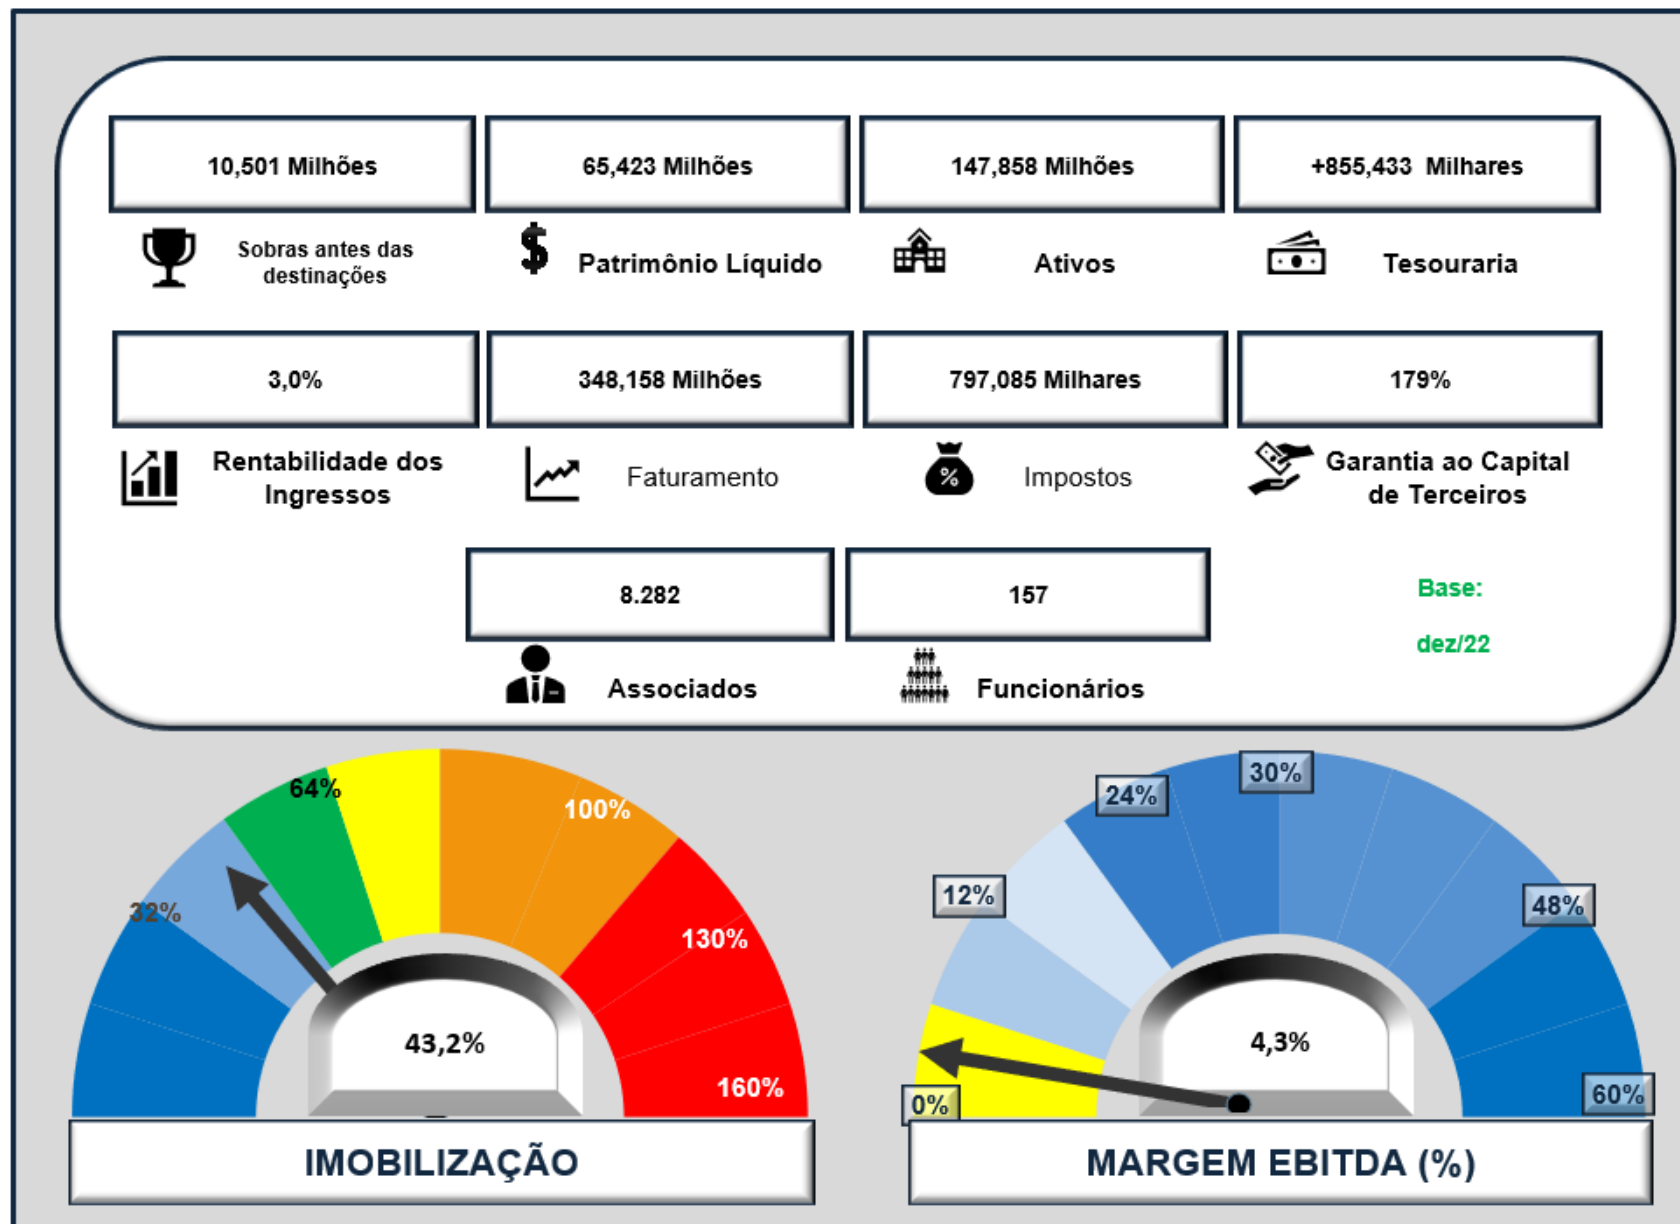 10,501 Milhões
65,423 Milhões
147,858 Milhões
+855,433 Milhares
Sobras antes das
destinações
$
Patrimônio Líquido
Ativos
Tesouraria
3,0%
348,158 Milhões
797,085 Milhares
179%
Rentabilidade dos
Ingressos
Faturamento
%
Impostos
Garantia ao Capital
de Terceiros
8.282
157
Base:
dez/22
Associados
Funcionários
32%
64%
100%
130%
160%
43,2%
IMOBILIZAÇÃO
0%
12%
24%
30%
48%
60%
4,3%
MARGEM EBITDA (%)